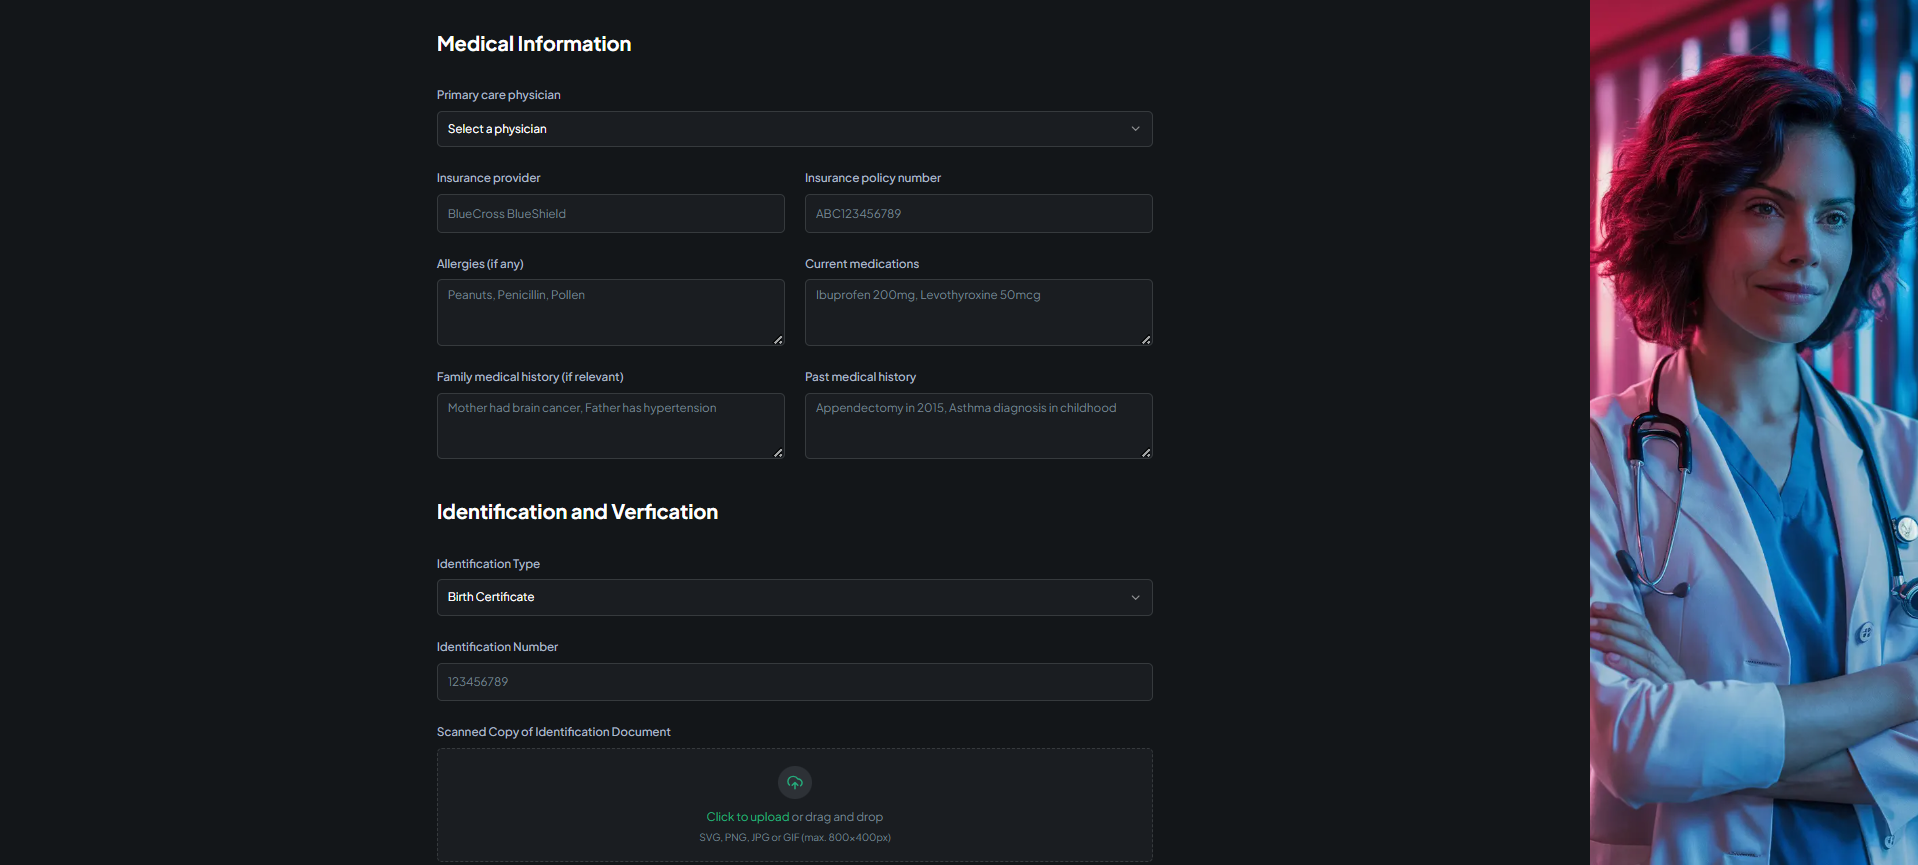 Medical Information
Primary care physician
Select a physician
Insurance provider
Insurance policy number
BlueCross BlueShield
ABC123456789
Allergies (if any)
Current medications
Peanuts, Penicillin, Pollen
Ibuprofen 200mg, Levothyroxine 50mcg
Family medical history (if relevant)
Past medical history
Mother had brain cancer, Father has hypertension
Appendectomy in 2015, Asthma diagnosis in childhood
Identification and Verfication
Identification Type
Birth Certificate
Identification Number
123456789
Scanned Copy of Identification Document
Click to upload or drag and drop
SVG, PNG, JPG or GIF (max. 800x400px)